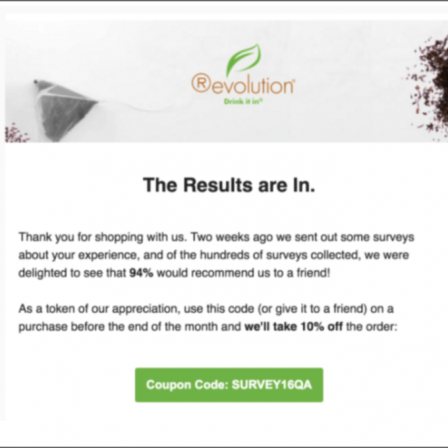 ®evolution®
Drink it in®
The Results are In.
Thank you for shopping with us. Two weeks ago we sent out some surveys
about your experience, and of the hundreds of surveys collected, we were
delighted to see that 94% would recommend us to a friend!
As a token of our appreciation, use this code (or give it to a friend) on a
purchase before the end of the month and we'll take 10% off the order:
Coupon Code: SURVEY16QA